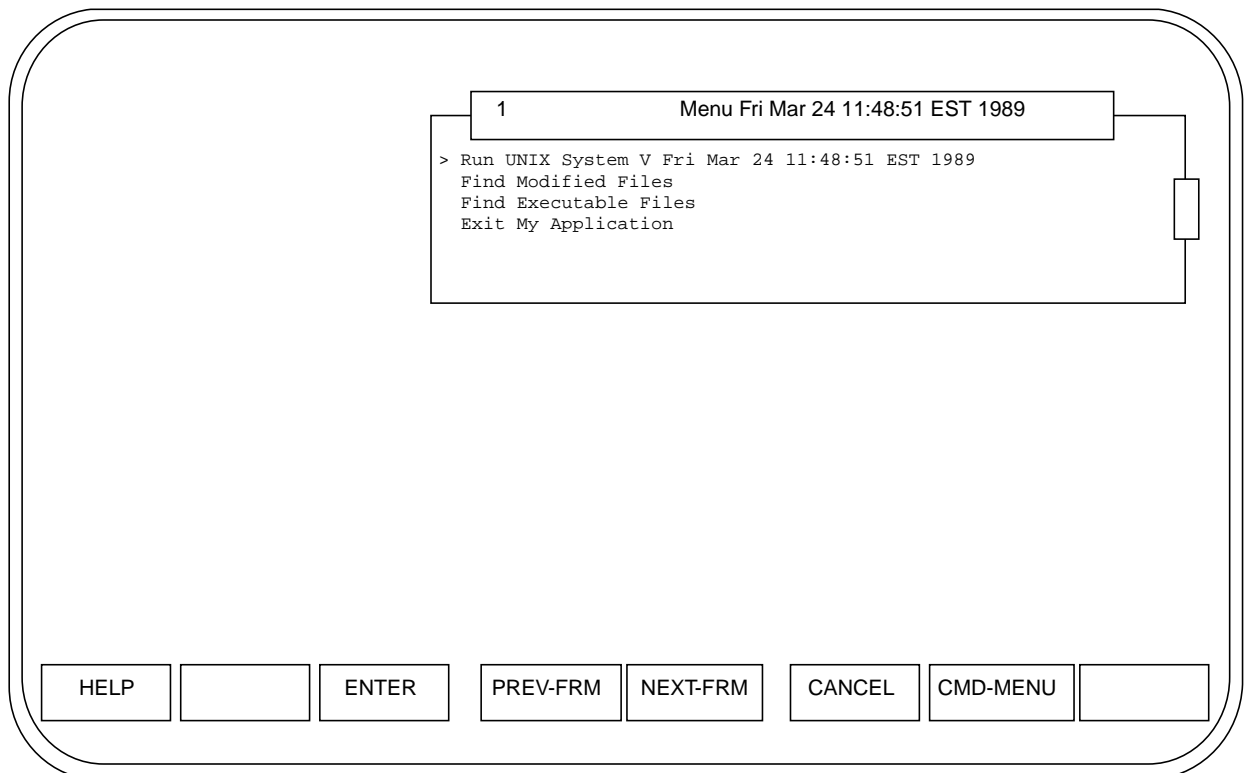 1 Menu Fri Mar 24 11:48:51 EST 1989
> Run UNIX System V Fri Mar 24 11:48:51 EST 1989
Find Modified Files
Find Executable Files
Exit My Application
HELP ENTER PREV-FRM NEXT-FRM CANCEL CMD-MENU